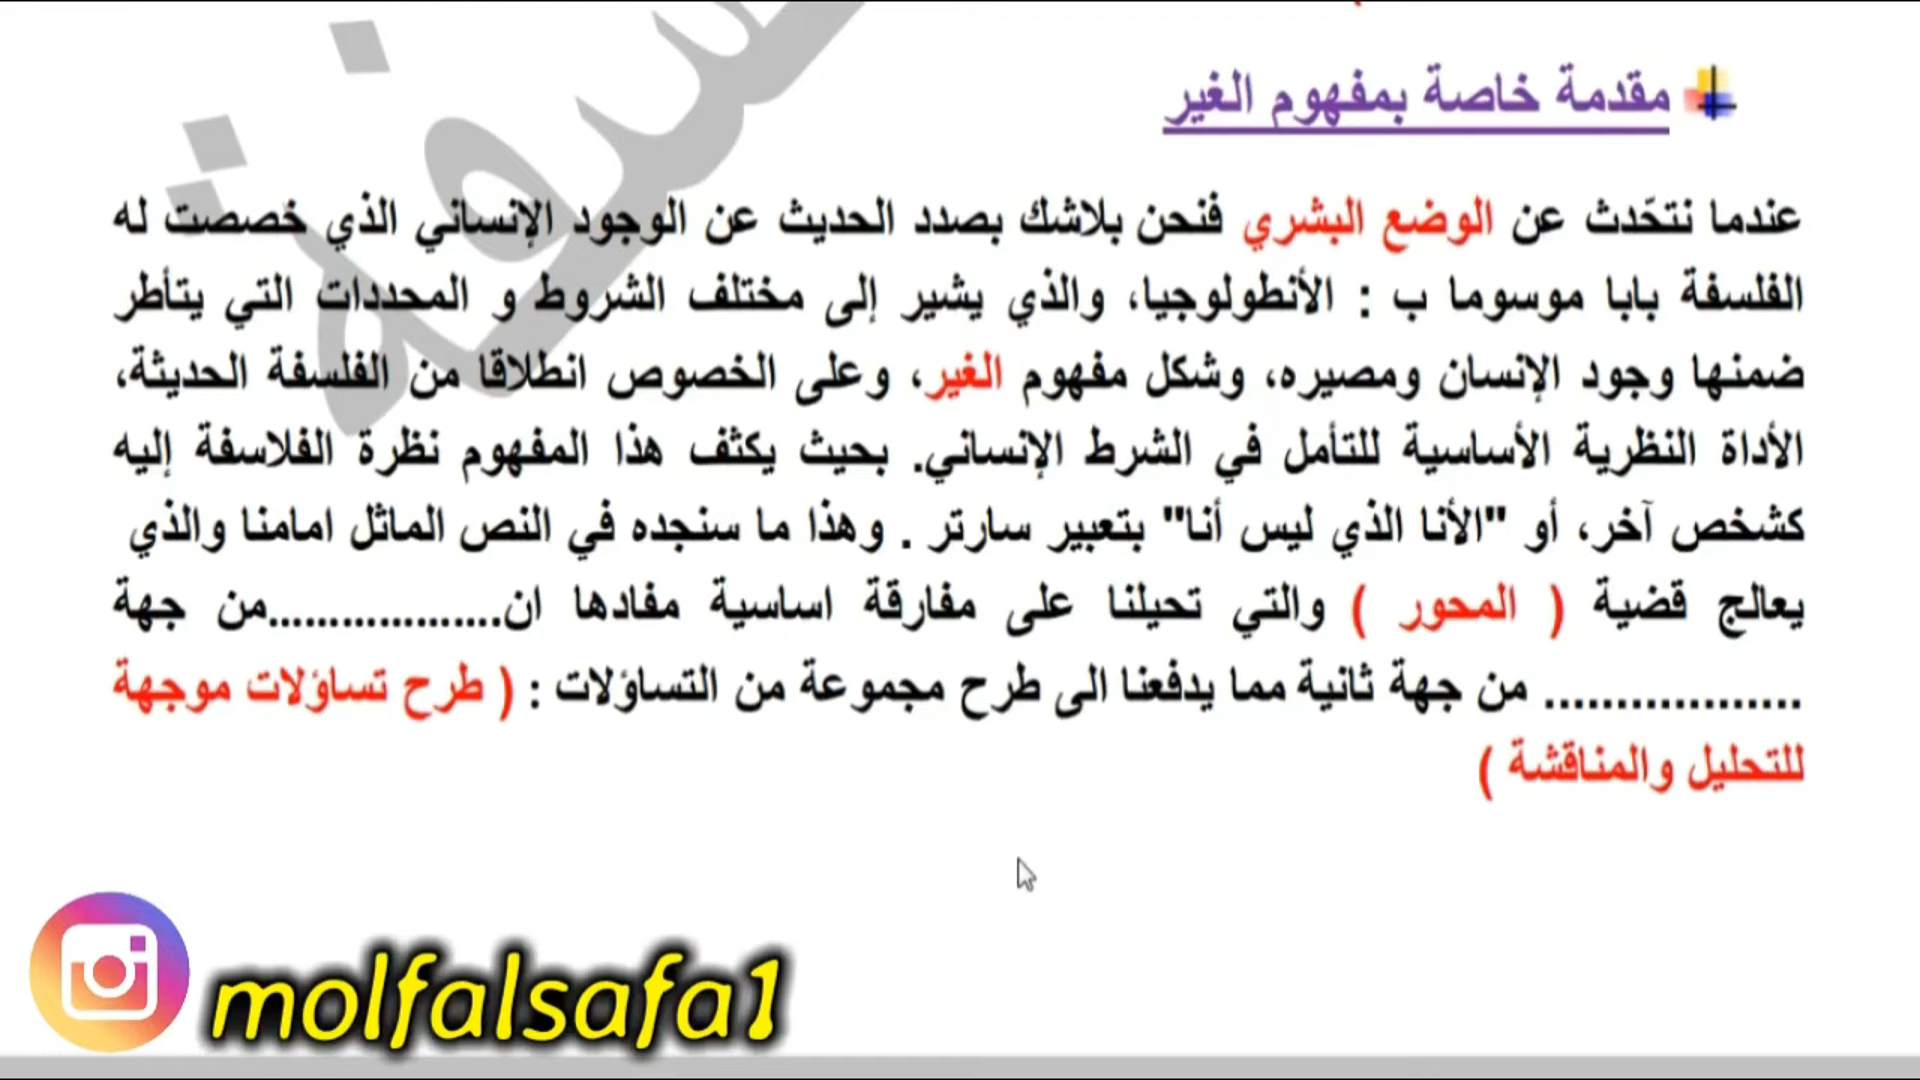 مقدمة خاصة بمفهوم الغير
عندما نتحّدث عن الوضع البشري فنحن بلاشك بصدد الحديث عن الوجود الإنساني الذي خصصت له
الفلسفة بابا موسوما ب : الأنطولوجيا، والذي يشير إلى مختلف الشروط و المحددات التي يتأطر
ضمنها وجود الإنسان ومصيره، وشكل مفهوم الغير، وعلى الخصوص انطلاقا من الفلسفة الحديثة،
الأداة النظرية الأساسية للتأمل في الشرط الإنساني. بحيث يكثف هذا المفهوم نظرة الفلاسفة إليه
كشخص آخر، أو "الأنا الذي ليس أنا" بتعبير سارتر . وهذا ما سنجده في النص الماثل امامنا والذي
يعالج قضية ( المحور ) والتي تحيلنا على مفارقة اساسية مفادها ان...................من جهة
.................. من جهة ثانية مما يدفعنا الى طرح مجموعة من التساؤلات : ( طرح تساؤلات موجهة
للتحليل والمناقشة )
molfalsafa1